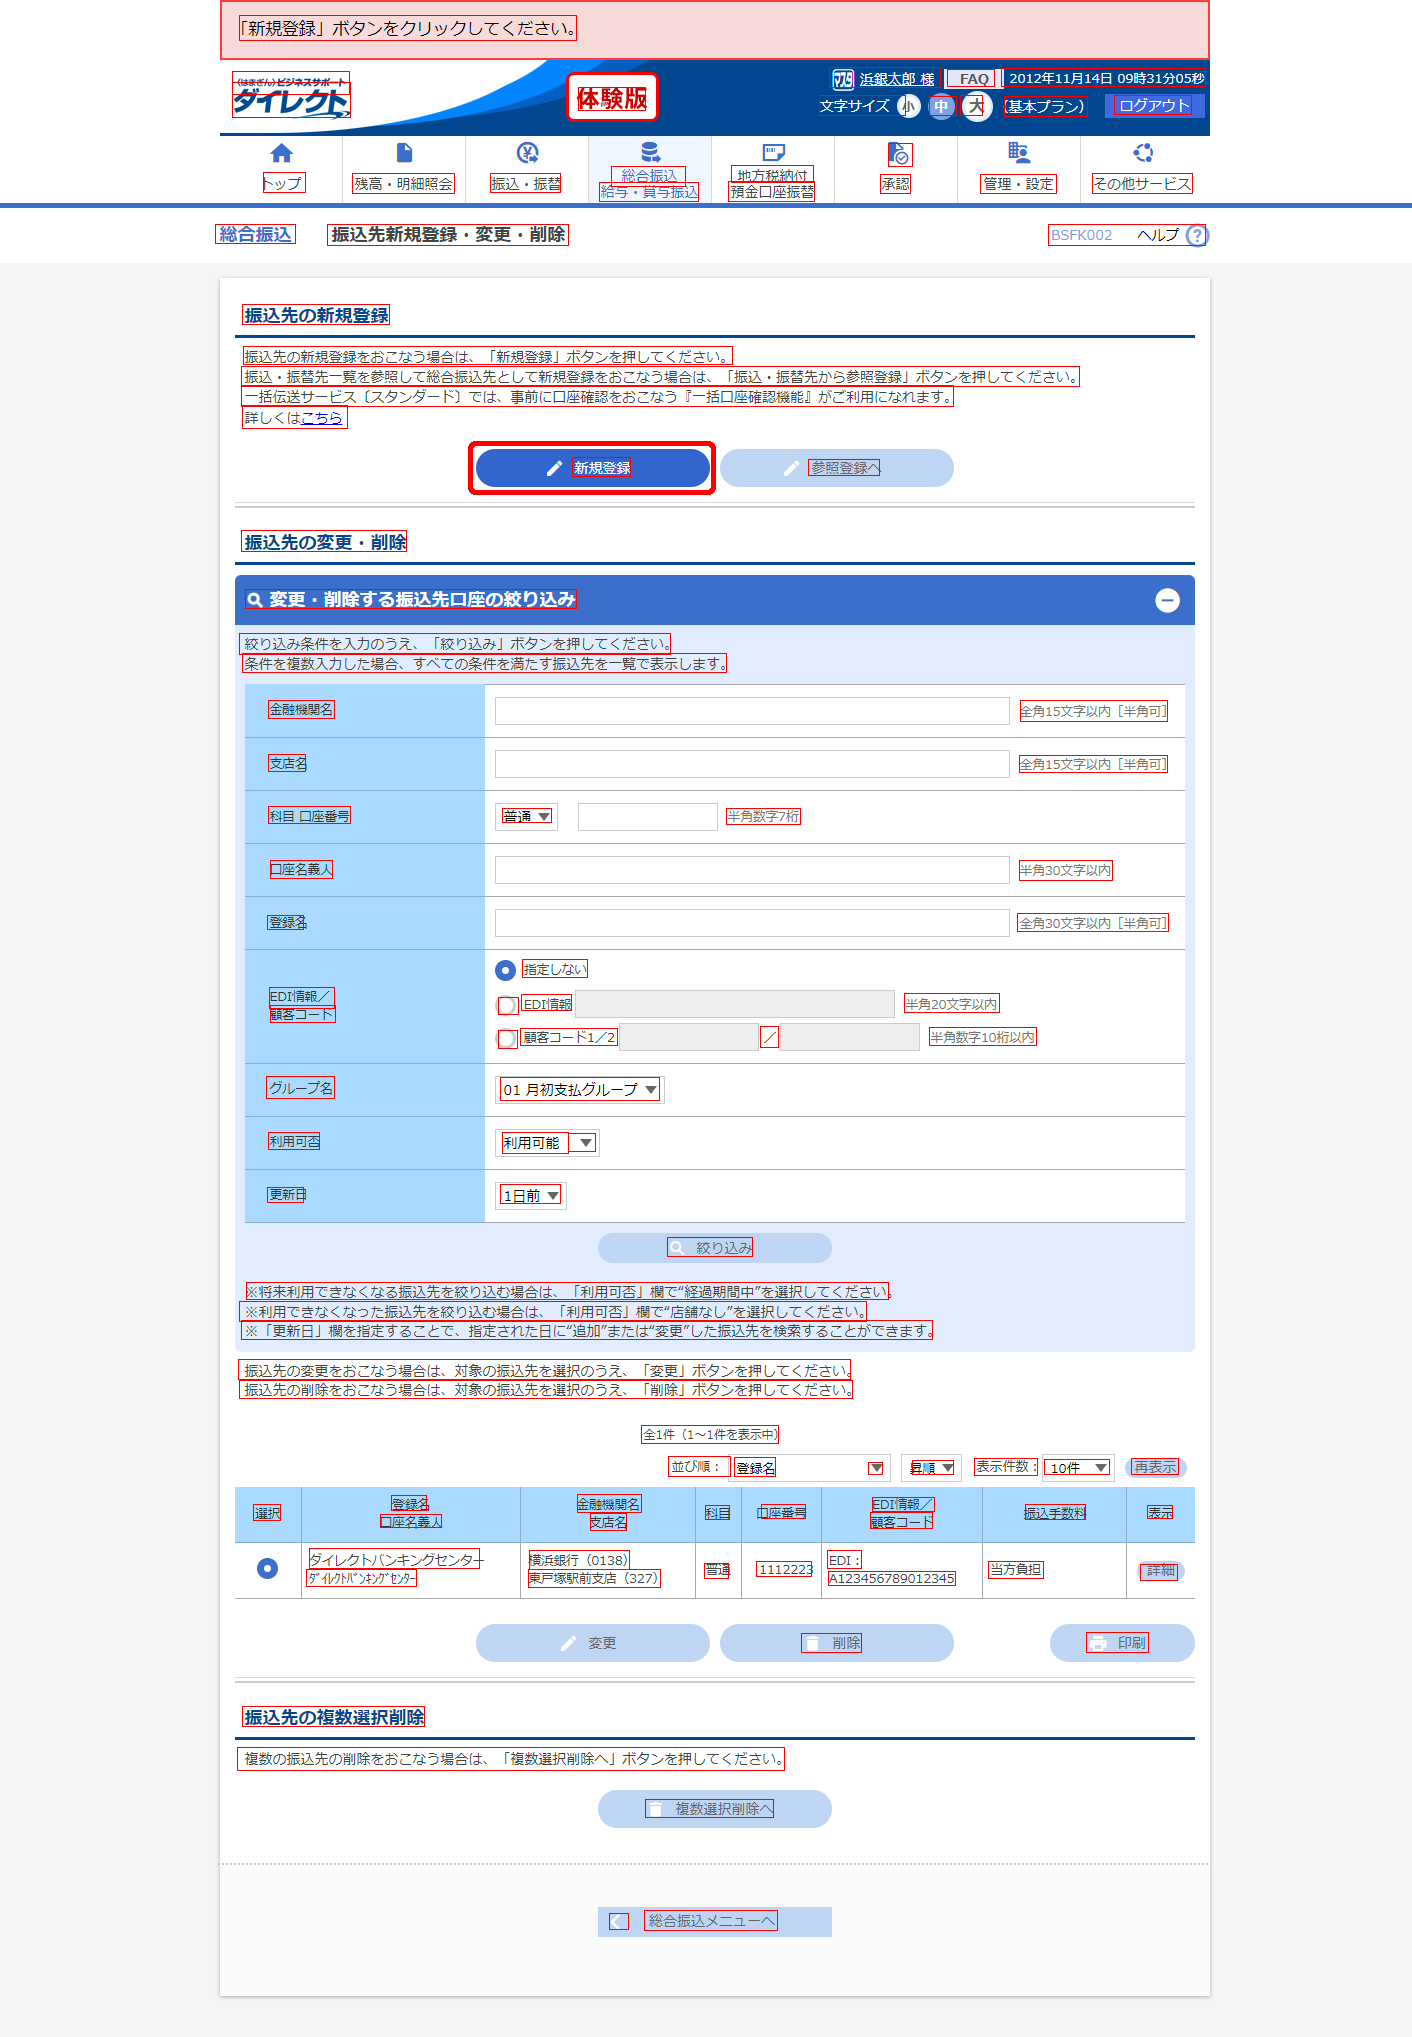 「新規登録」ボタンをクリックしてください。
〈はまぎん〉ビジネスサポート
ダイレクト
体験版
マスタ 浜銀太郎 様 FAQ 2012年11月14日 09時31分05秒
文字サイズ 小 中 大 (基本プラン) ログアウト
トップ
残高・明細照会
振込・振替
総合振込
給与・賞与振込
地方税納付
預金口座振替
承認
管理・設定
その他サービス
総合振込 振込先新規登録・変更・削除 BSFK002 ヘルプ ?
振込先の新規登録
振込先の新規登録をおこなう場合は、「新規登録」ボタンを押してください。
振込・振替先一覧を参照して総合振込先として新規登録をおこなう場合は、「振込・振替先から参照登録」ボタンを押してください。
一括伝送サービス〔スタンダード〕では、事前に口座確認をおこなう『一括口座確認機能』がご利用になれます。
詳しくはこちら
新規登録 参照登録へ
振込先の変更・削除
変更・削除する振込先口座の絞り込み
絞り込み条件を入力のうえ、「絞り込み」ボタンを押してください。
条件を複数入力した場合、すべての条件を満たす振込先を一覧で表示します。
金融機関名 全角15文字以内［半角可］
支店名 全角15文字以内［半角可］
科目 口座番号 普通 半角数字7桁
口座名義人 半角30文字以内
登録名 全角30文字以内［半角可］
EDI情報／
顧客コード
指定しない
EDI情報 半角20文字以内
顧客コード1／2 ／ 半角数字10桁以内
グループ名 01 月初支払グループ
利用可否 利用可能
更新日 1日前
絞り込み
※将来利用できなくなる振込先を絞り込む場合は、「利用可否」欄で“経過期間中”を選択してください。
※利用できなくなった振込先を絞り込む場合は、「利用可否」欄で“店舗なし”を選択してください。
※「更新日」欄を指定することで、指定された日に“追加”または“変更”した振込先を検索することができます。
振込先の変更をおこなう場合は、対象の振込先を選択のうえ、「変更」ボタンを押してください。
振込先の削除をおこなう場合は、対象の振込先を選択のうえ、「削除」ボタンを押してください。
全1件（1～1件を表示中）
並び順： 登録名 昇順 表示件数： 10件 再表示
選択
登録名
口座名義人
金融機関名
支店名
科目
口座番号
EDI情報／
顧客コード
振込手数料
表示
ダイレクトバンキングセンター
ﾀﾞｲﾚｸﾄﾊﾞﾝｷﾝｸﾞｾﾝﾀｰ
横浜銀行（0138）
東戸塚駅前支店（327）
普通
1112223
EDI：
A123456789012345
当方負担
詳細
変更 削除 印刷
振込先の複数選択削除
複数の振込先の削除をおこなう場合は、「複数選択削除へ」ボタンを押してください。
複数選択削除へ
総合振込メニューへ